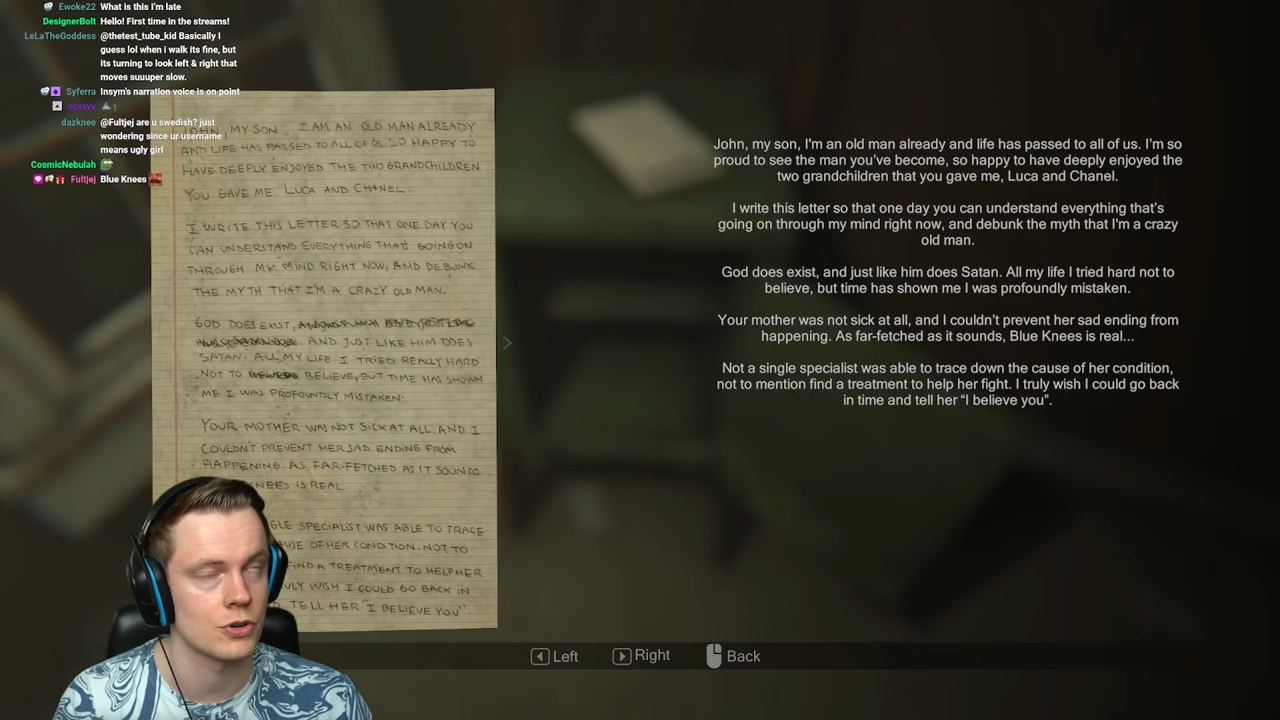 Ewoke22 What is this I'm late
DesignerBolt Hello! First time in the streams!
LeLaTheGoddess @thetest_tube_kid Basically I
guess lol when i walk its fine, but
its turning to look left & right that
moves suuuper slow.
Syferra Insym's narration voice is on point
1
dazknee @Fultjej are u swedish? just
wondering since ur username
means ugly girl
CosmicNebulah
Fultjej Blue Knees
JOHN, MY SON I AM AN OLD MAN ALREADY
AND LIFE HAS PASSED TO ALL OF US SO HAPPY TO
HAVE DEEPLY ENJOYED THE TWO GRANDCHILDREN
YOU GAVE ME. LUCA AND CHANEL.
I WRITE THIS LETTER SO THAT ONE DAY YOU
CAN UNDERSTAND EVERYTHING THAT'S GOING ON
THROUGH MY MIND RIGHT NOW, AND DEBUNK
THE MYTH THAT I'M A CRAZY OLD MAN.
GOD DOES EXIST,
AND JUST LIKE HIM DOES
SATAN. ALL MY LIFE I TRIED REALLY HARD
NOT TO BELIEVE, BUT TIME HAS SHOWN
ME I WAS PROFOUNDLY MISTAKEN.
YOUR MOTHER WAS NOT SICK AT ALL, AND I
COULDN'T PREVENT HER SAD ENDING FROM
HAPPENING. AS FAR-FETCHED AS IT SOUNDS
KNEES IS REAL.
GLE SPECIALIST WAS ABLE TO TRACE
AUSE OF HER CONDITION. NOT TO
FIND A TREATMENT TO HELP HER
ULY WISH I COULD GO BACK IN
TELL HER "I BELIEVE YOU".
John, my son, I'm an old man already and life has passed to all of us. I'm so
proud to see the man you've become, so happy to have deeply enjoyed the
two grandchildren that you gave me, Luca and Chanel.
I write this letter so that one day you can understand everything that's
going on through my mind right now, and debunk the myth that I'm a crazy
old man.
God does exist, and just like him does Satan. All my life I tried hard not to
believe, but time has shown me I was profoundly mistaken.
Your mother was not sick at all, and I couldn't prevent her sad ending from
happening. As far-fetched as it sounds, Blue Knees is real...
Not a single specialist was able to trace down the cause of her condition,
not to mention find a treatment to help her fight. I truly wish I could go back
in time and tell her “I believe you”.
Left Right Back